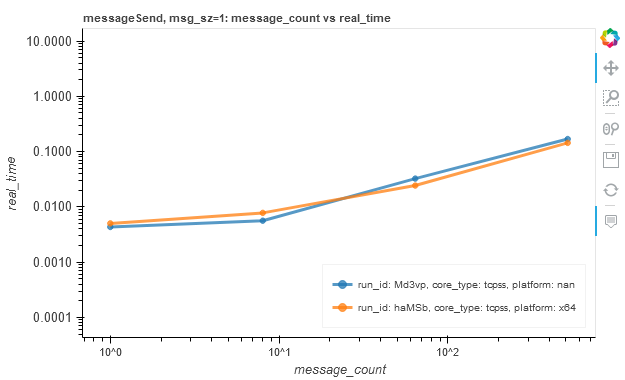 messageSend, msg_sz=1: message_count vs real_time
10.0000
1.0000
0.1000
0.0100
0.0010
0.0001
real_time
run_id: Md3vp, core_type: tcpss, platform: nan
run_id: haMSb, core_type: tcpss, platform: x64
10^0 10^1 10^2
message_count